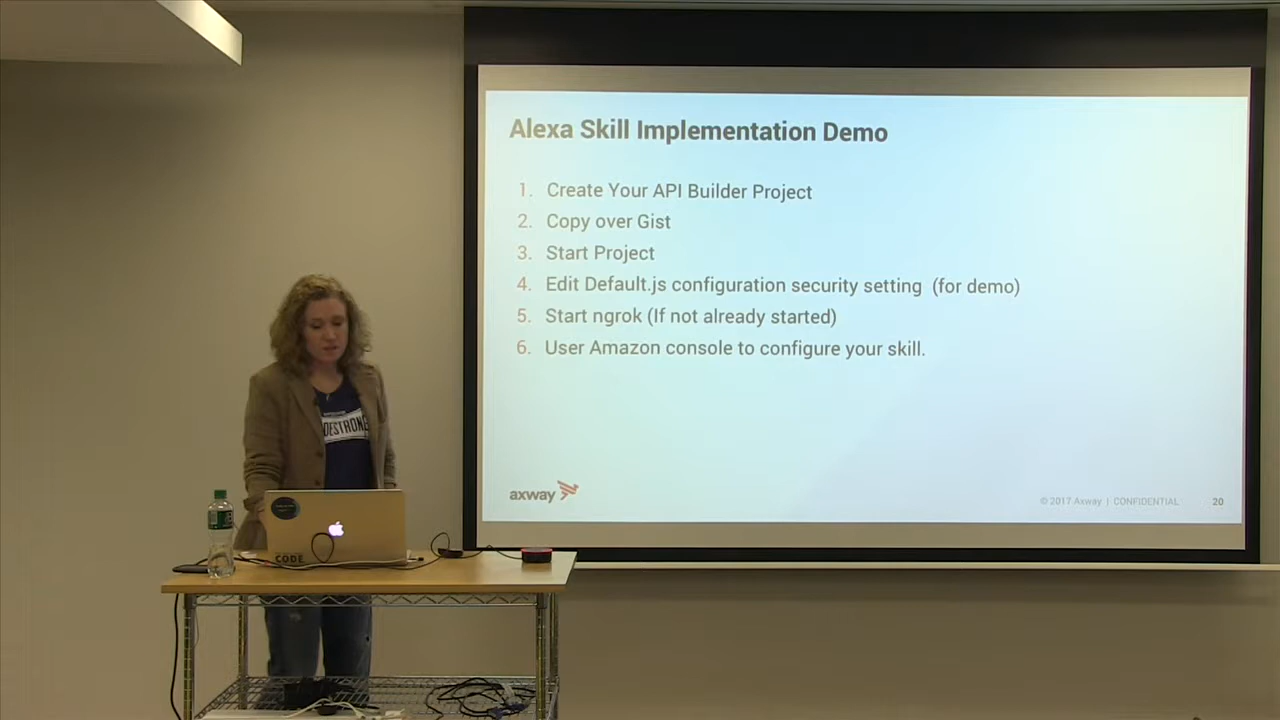 Alexa Skill Implementation Demo
1. Create Your API Builder Project
2. Copy over Gist
3. Start Project
4. Edit Default.js configuration security setting (for demo)
5. Start ngrok (If not already started)
6. User Amazon console to configure your skill.
axway
© 2017 Axway | CONFIDENTIAL 20
CODE